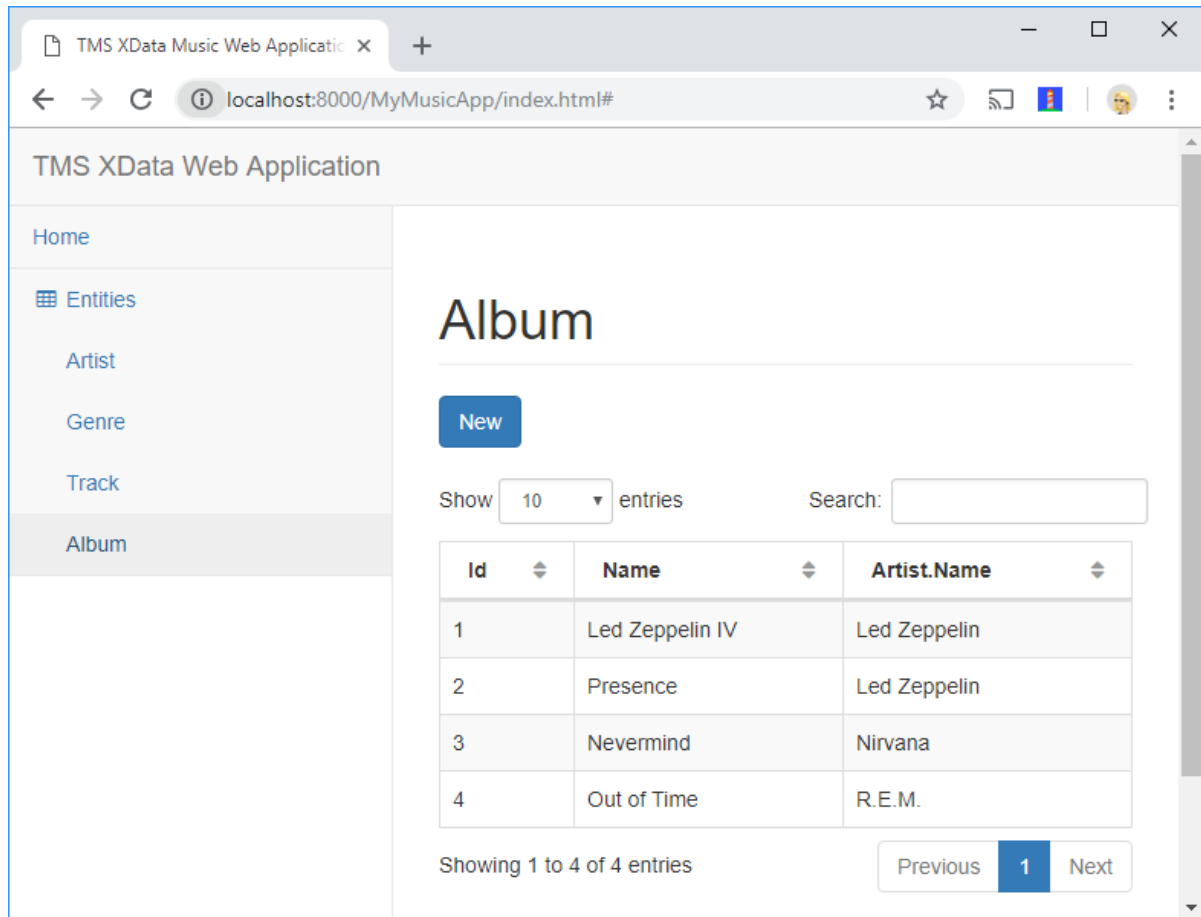 TMS XData Music Web Applicatic
localhost:8000/MyMusicApp/index.html#
TMS XData Web Application
Home
Entities
Artist
Genre
Track
Album
Album
New
Show 10 entries Search:
Id Name Artist.Name
1 Led Zeppelin IV Led Zeppelin
2 Presence Led Zeppelin
3 Nevermind Nirvana
4 Out of Time R.E.M.
Showing 1 to 4 of 4 entries Previous 1 Next